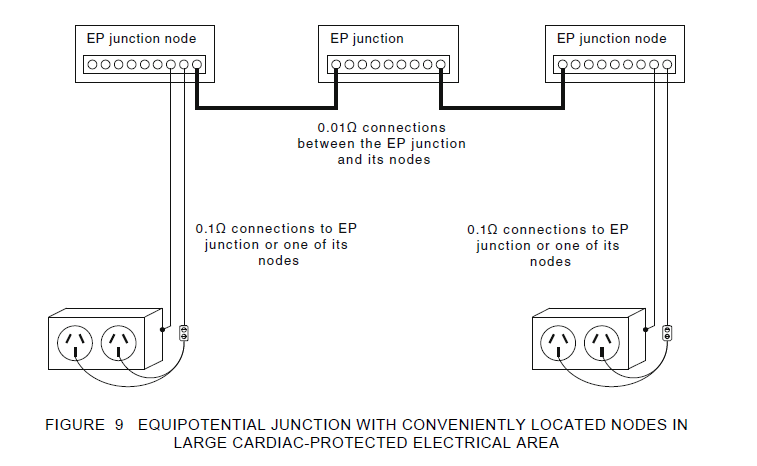 EP junction node
EP junction
EP junction node
0.01Ω connections
between the EP junction
and its nodes
0.1Ω connections to EP
junction or one of its
nodes
0.1Ω connections to EP
junction or one of its
nodes
FIGURE 9 EQUIPOTENTIAL JUNCTION WITH CONVENIENTLY LOCATED NODES IN
LARGE CARDIAC-PROTECTED ELECTRICAL AREA